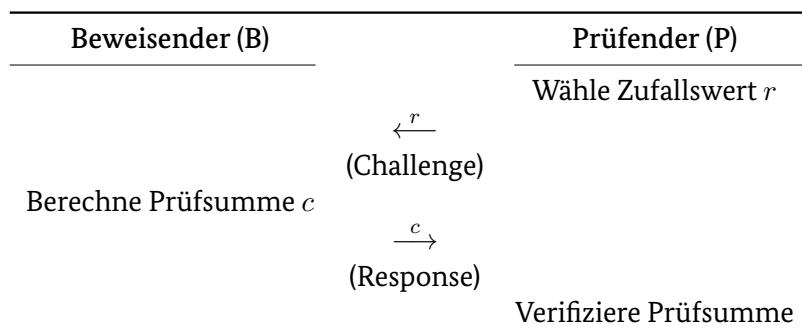 Beweisender (B) Prüfender (P)
Wähle Zufallswert r
r
←
(Challenge)
Berechne Prüfsumme c
c
→
(Response)
Verifiziere Prüfsumme